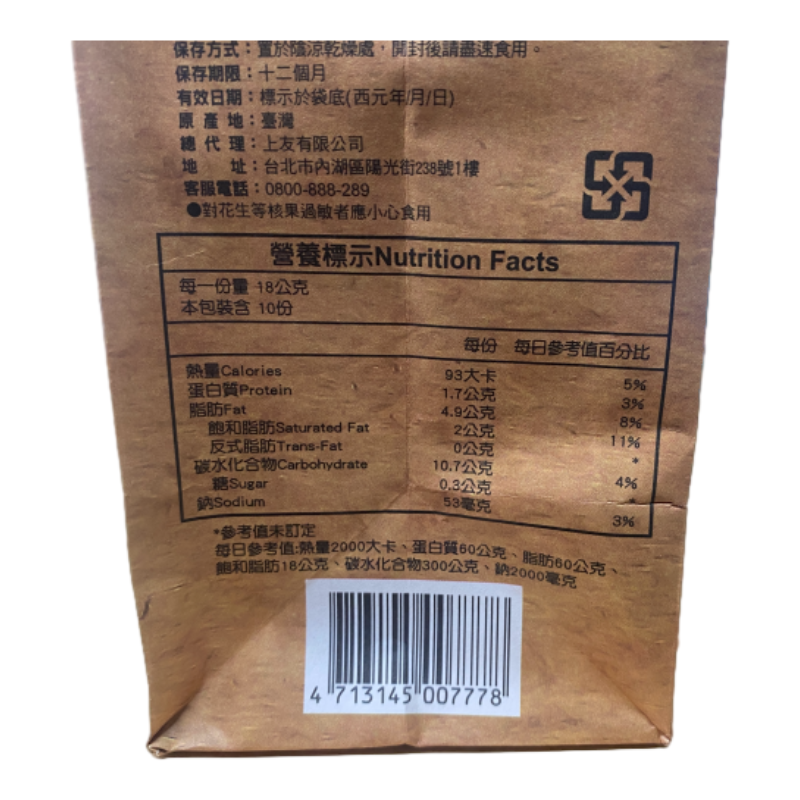 保存方式：置於陰涼乾燥處，開封後請盡速食用。
保存期限：十二個月
有效日期：標示於袋底(西元年/月/日)
原產地：臺灣
總代理：上友有限公司
地址：台北市內湖區陽光街238號1樓
客服電話：0800-888-289
●對花生等核果過敏者應小心食用
營養標示Nutrition Facts
每一份量 18公克
本包裝含 10份
每份 每日參考值百分比
熱量Calories 93大卡 5%
蛋白質Protein 1.7公克 3%
脂肪Fat 4.9公克 8%
飽和脂肪Saturated Fat 2公克 11%
反式脂肪Trans-Fat 0公克 *
碳水化合物Carbohydrate 10.7公克 4%
糖Sugar 0.3公克 *
鈉Sodium 53毫克 3%
*參考值未訂定
每日參考值:熱量2000大卡、蛋白質60公克、脂肪60公克、
飽和脂肪18公克、碳水化合物300公克、鈉2000毫克
4 713145 007778